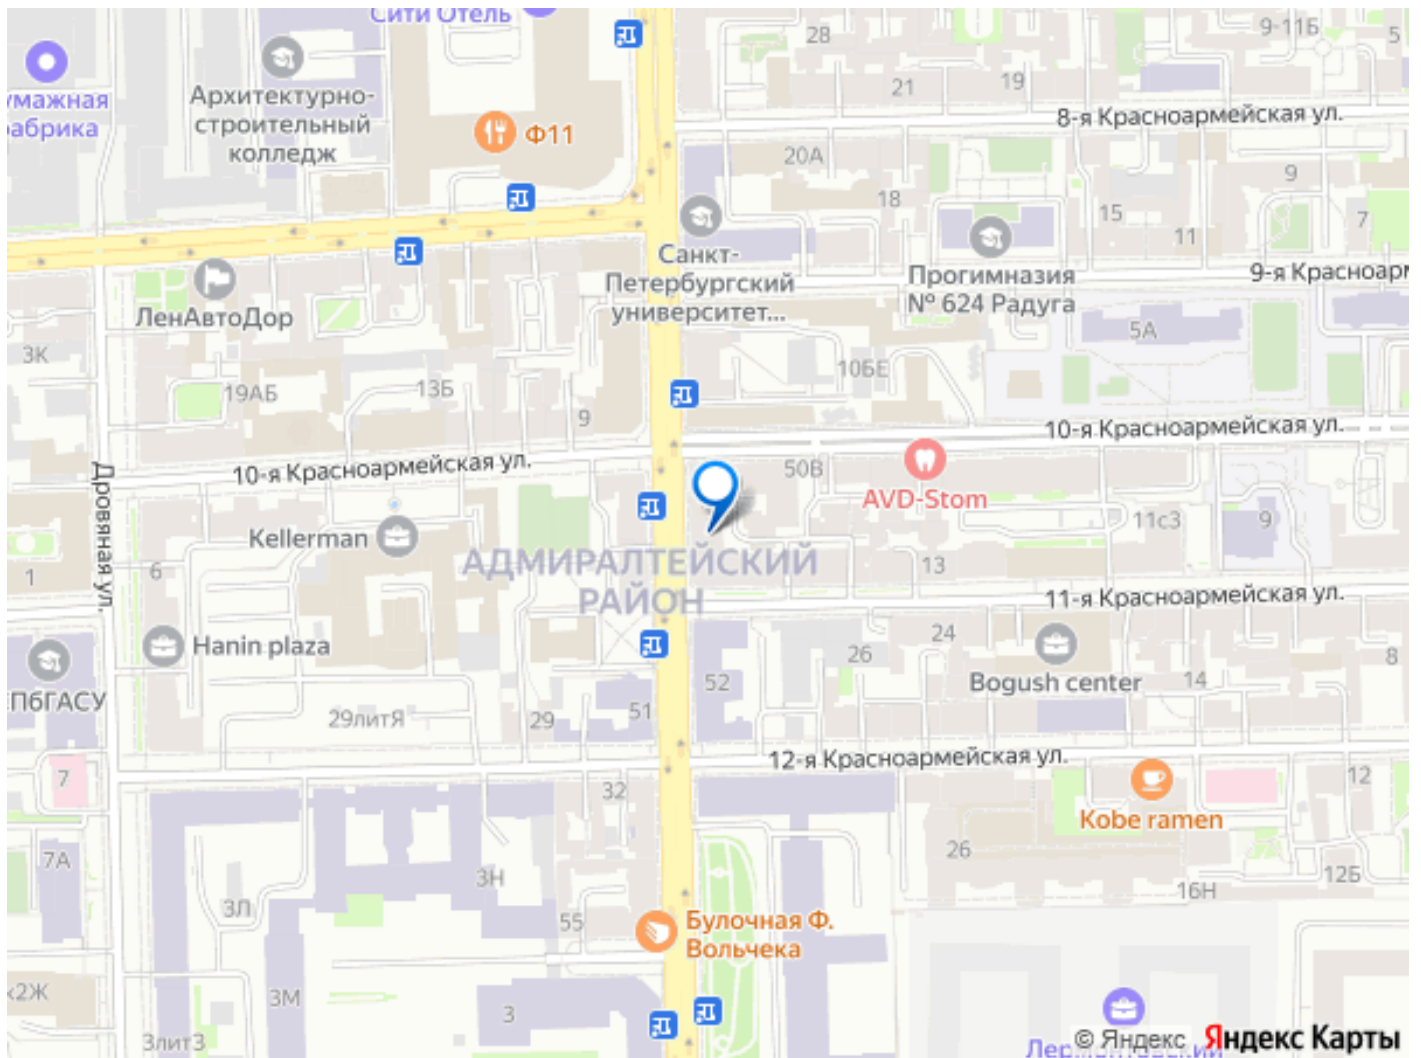 Сити Отель
28
9-11Б
5
Архитектурно-
строительный
колледж
умажная
абрика
Ф11
21
19
8-я Красноармейская ул.
20А
18
9
15
7
11
Санкт-
Петербургский
университет...
Прогимназия
№ 624 Радуга
9-я Красноарм
ЛенАвтоДор
5А
3К
19АБ
13Б
10БЕ
9
10-я Красноармейская ул.
10-я Красноармейская ул.
50В
AVD-Stom
Дровяная ул.
Kellerman
11с3
9
АДМИРАЛТЕЙСКИЙ
РАЙОН
1
6
13
11-я Красноармейская ул.
Hanin plaza
24
26
8
Bogush center
14
ПбГАСУ
52
29литЯ
29
51
12-я Красноармейская ул.
7
32
12
Kobe ramen
26
7А
3Н
12Б
16Н
3Л
55
Булочная Ф.
Вольчека
к2Ж
3М
3
3литЗ
Лермонтовский
© Яндекс
Яндекс Карты